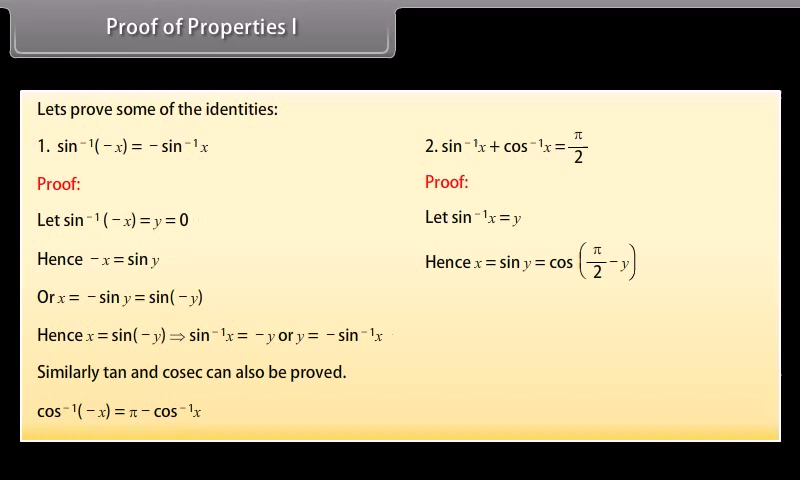 Proof of Properties I
Lets prove some of the identities:
1. sin⁻¹(−x) = −sin⁻¹x
Proof:
Let sin⁻¹(−x) = y = 0
Hence −x = sin y
Or x = −sin y = sin(−y)
Hence x = sin(−y) ⇒ sin⁻¹x = −y or y = −sin⁻¹x
Similarly tan and cosec can also be proved.
cos⁻¹(−x) = π − cos⁻¹x
2. sin⁻¹x + cos⁻¹x = π/2
Proof:
Let sin⁻¹x = y
Hence x = sin y = cos (π/2 − y)